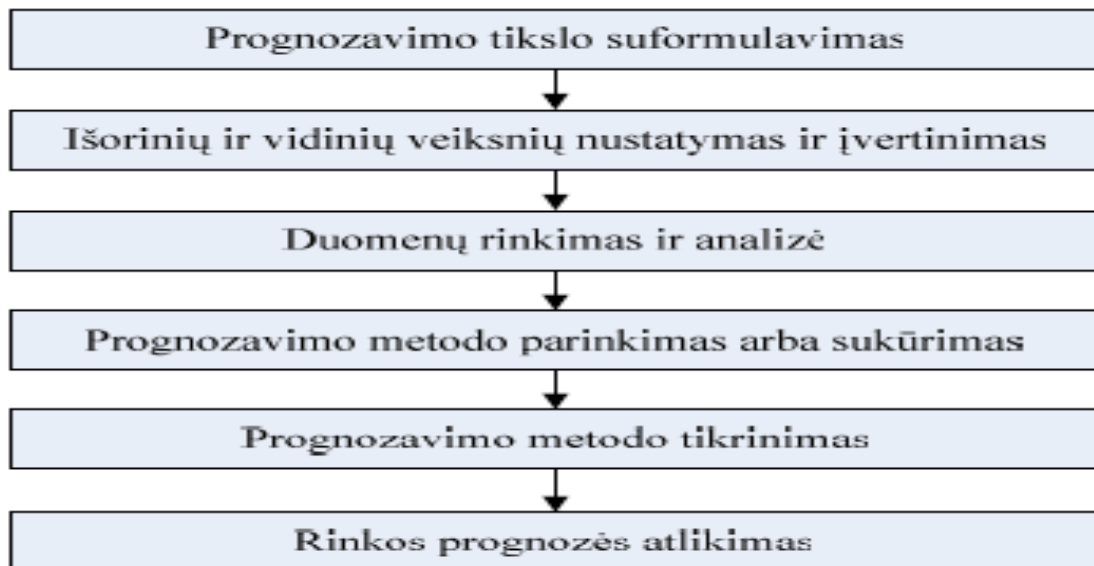 Prognozavimo tikslo suformulavimas
Išorinių ir vidinių veiksnių nustatymas ir įvertinimas
Duomenų rinkimas ir analizė
Prognozavimo metodo parinkimas arba sukūrimas
Prognozavimo metodo tikrinimas
Rinkos prognozės atlikimas